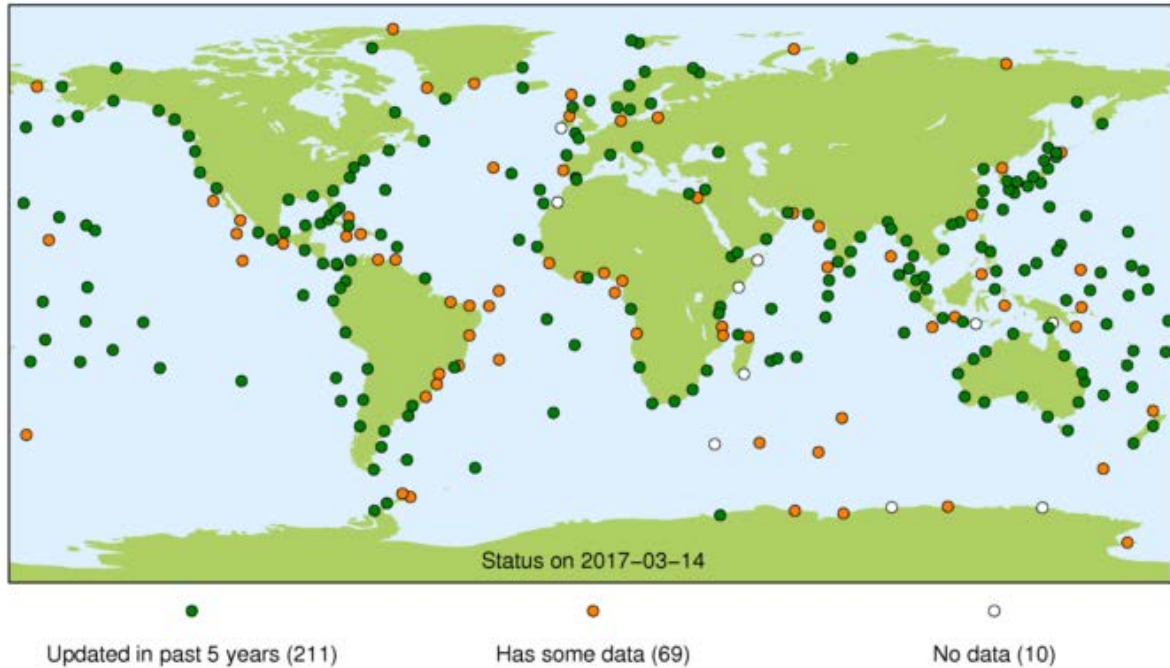 Status on 2017−03−14
Updated in past 5 years (211)
Has some data (69)
No data (10)